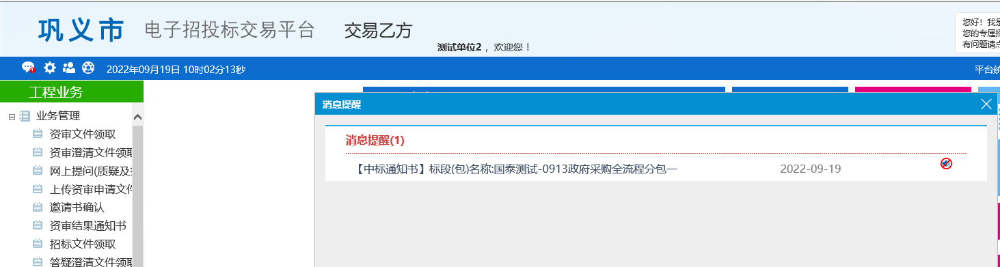 巩义市 电子招投标交易平台 交易乙方
测试单位2 ，欢迎您！
您好！我是
您的专属招
有问题请点
2022年09月19日 10时02分13秒
平台统
工程业务
业务管理
资审文件领取
资审澄清文件领取
网上提问(质疑及
上传资审申请文件
邀请书确认
资审结果通知书
招标文件领取
答疑澄清文件领取
消息提醒
消息提醒(1)
【中标通知书】标段(包)名称:国泰测试-0913政府采购全流程分包一 2022-09-19